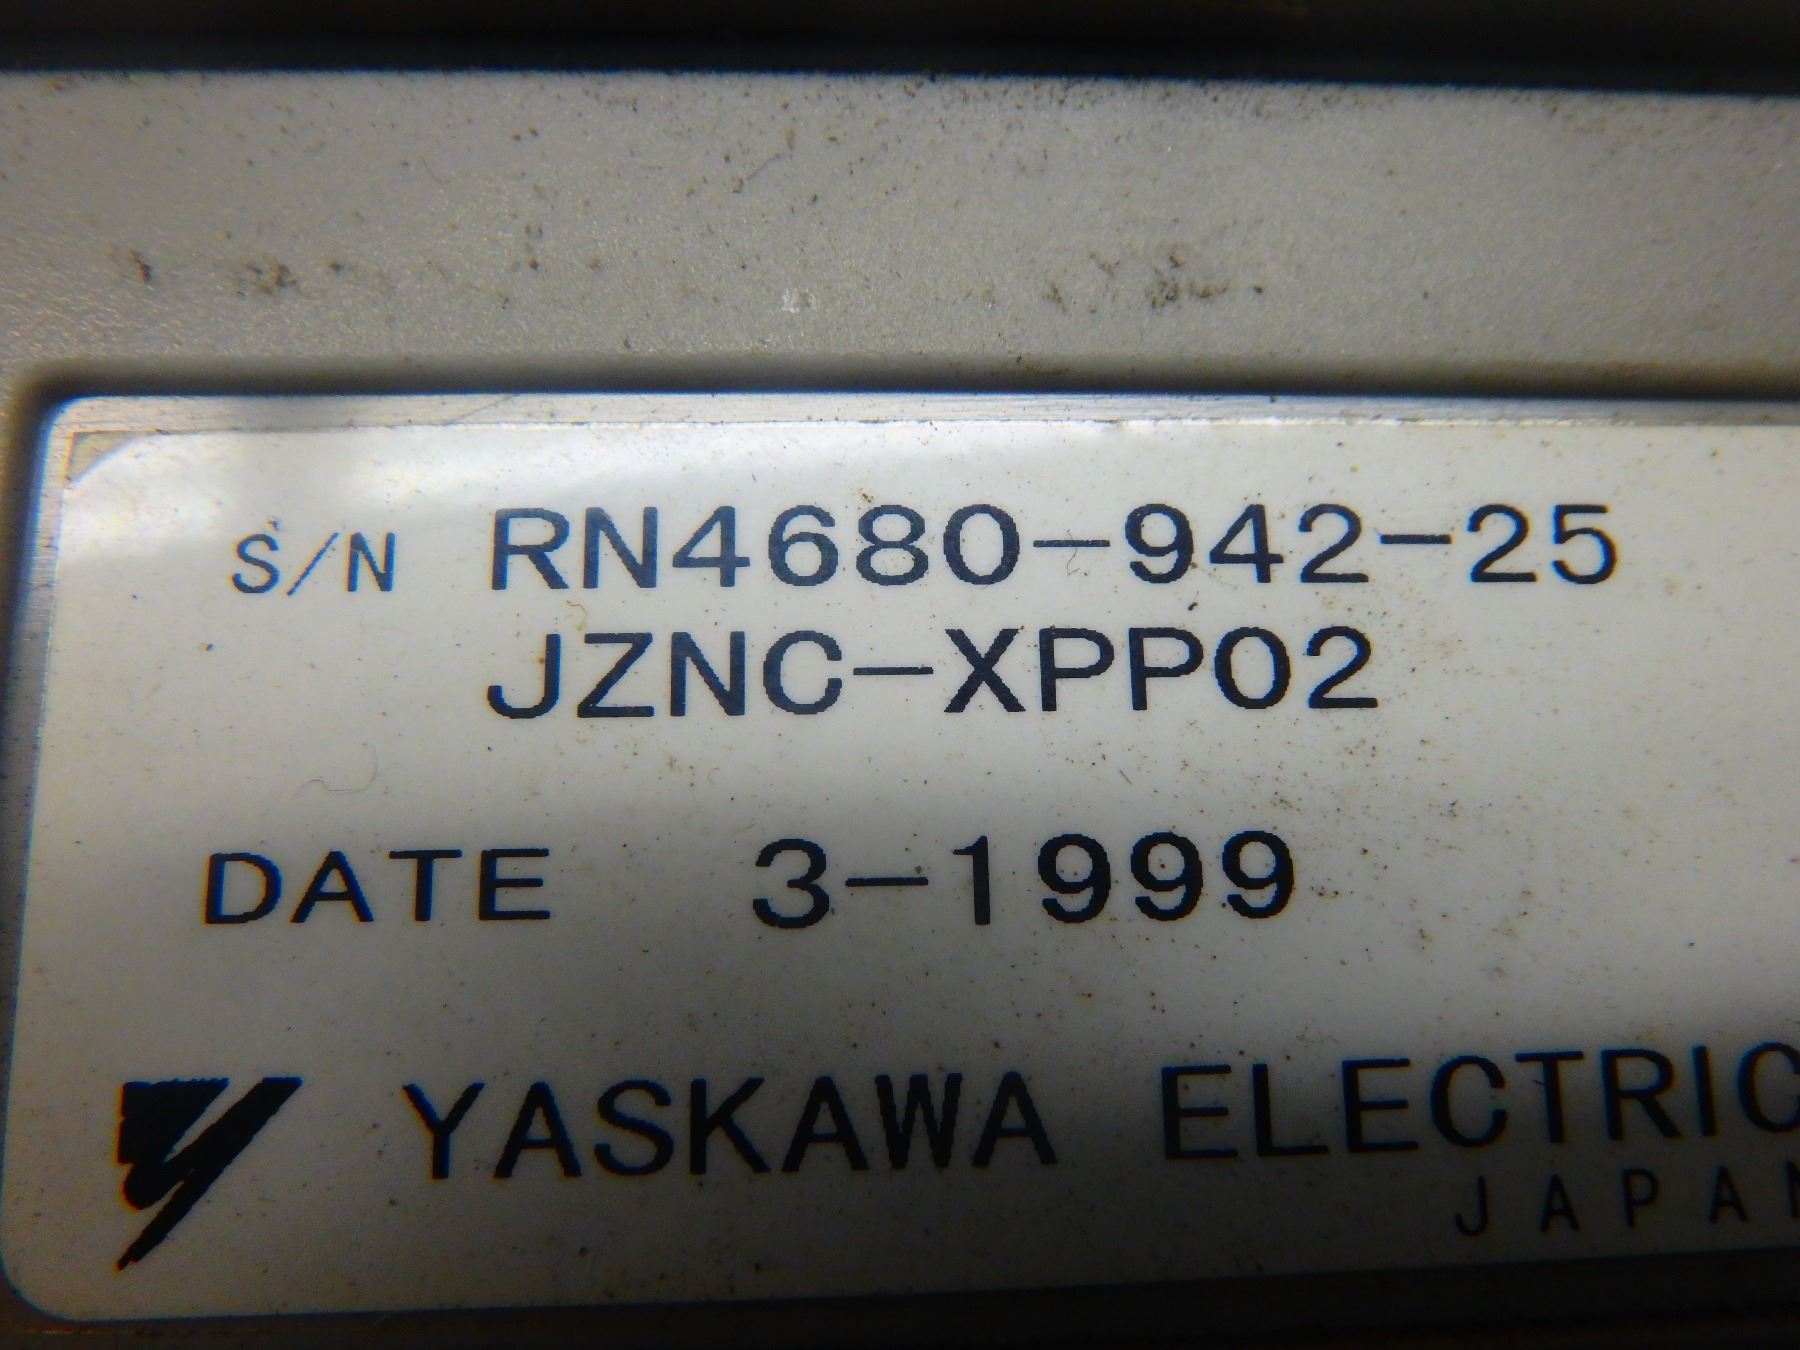 S/N RN4680-942-25
JZNC-XPP02
DATE 3-1999
YASKAWA ELECTRIC
JAPAN